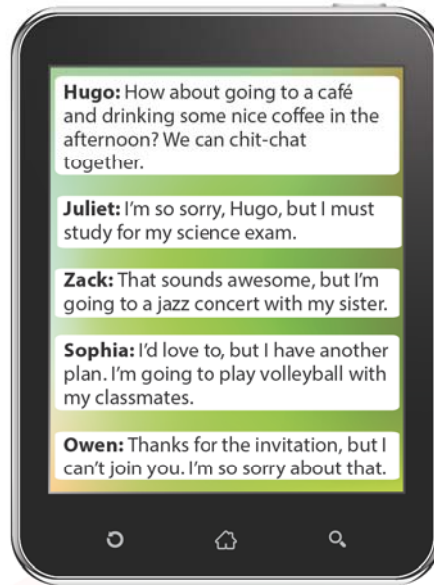 Hugo: How about going to a café
and drinking some nice coffee in the
afternoon? We can chit-chat
together.
Juliet: I'm so sorry, Hugo, but I must
study for my science exam.
Zack: That sounds awesome, but I'm
going to a jazz concert with my sister.
Sophia: I'd love to, but I have another
plan. I'm going to play volleyball with
my classmates.
Owen: Thanks for the invitation, but I
can't join you. I'm so sorry about that.